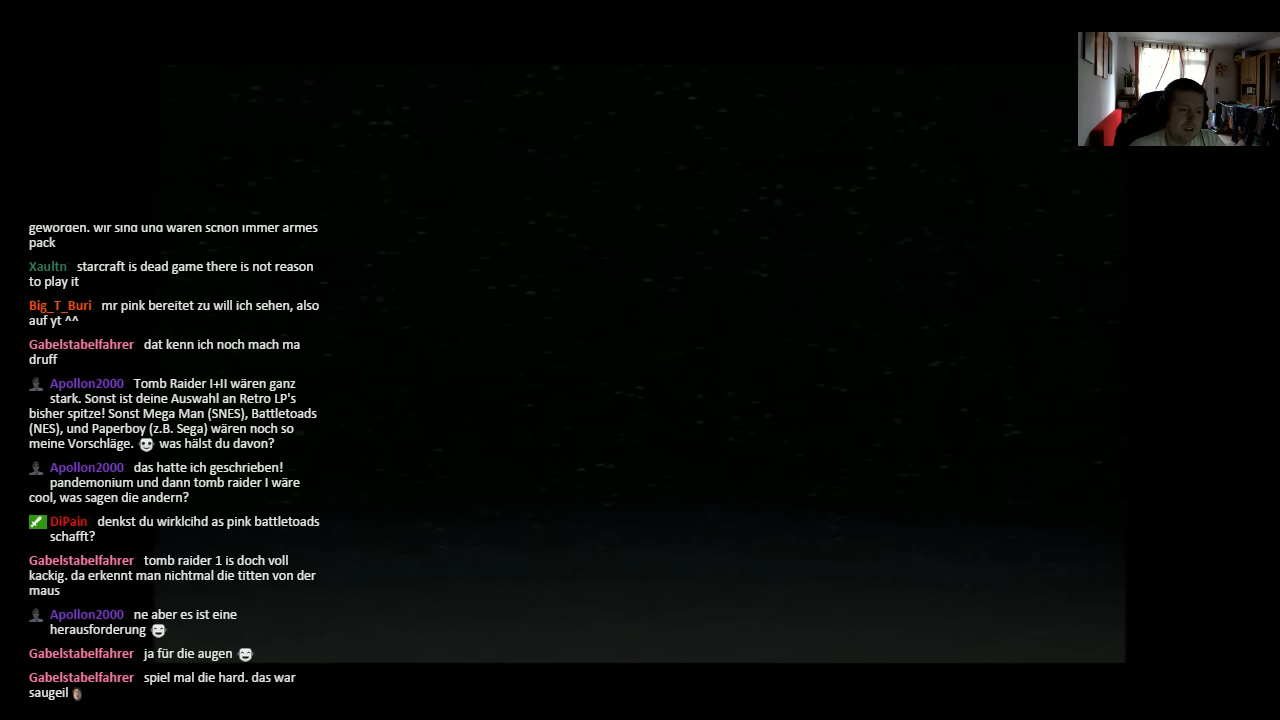 geworden. wir sind und waren schon immer armes
pack
Xaultn starcraft is dead game there is not reason
to play it
Big_T_Buri mr pink bereitet zu will ich sehen, also
auf yt ^^
Gabelstabelfahrer dat kenn ich noch mach ma
druff
Apollon2000 Tomb Raider I+II wären ganz
stark. Sonst ist deine Auswahl an Retro LP's
bisher spitze! Sonst Mega Man (SNES), Battletoads
(NES), und Paperboy (z.B. Sega) wären noch so
meine Vorschläge. was hälst du davon?
Apollon2000 das hatte ich geschrieben!
pandemonium und dann tomb raider I wäre
cool, was sagen die andern?
DiPain denkst du wirklcihd as pink battletoads
schafft?
Gabelstabelfahrer tomb raider 1 is doch voll
kackig. da erkennt man nichtmal die titten von der
maus
Apollon2000 ne aber es ist eine
herausforderung
Gabelstabelfahrer ja für die augen
Gabelstabelfahrer spiel mal die hard. das war
saugeil